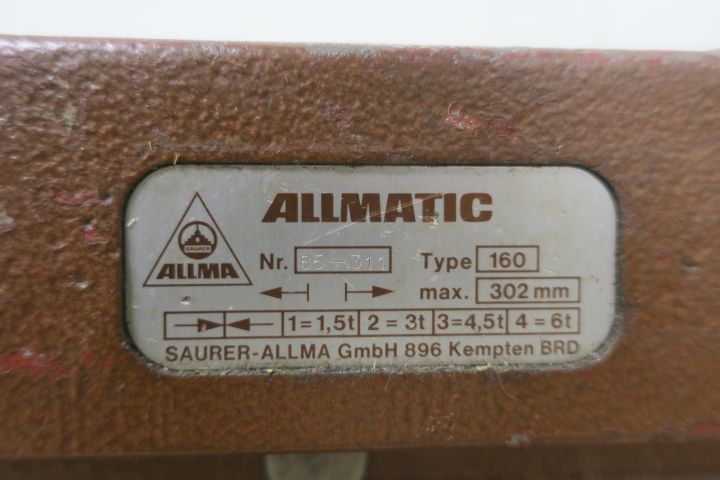 ALLMATIC
SAURER
ALLMA
Nr. 85-311 Type 160
max. 302 mm
1=1,5t 2=3t 3=4,5t 4=6t
SAURER-ALLMA GmbH 896 Kempten BRD